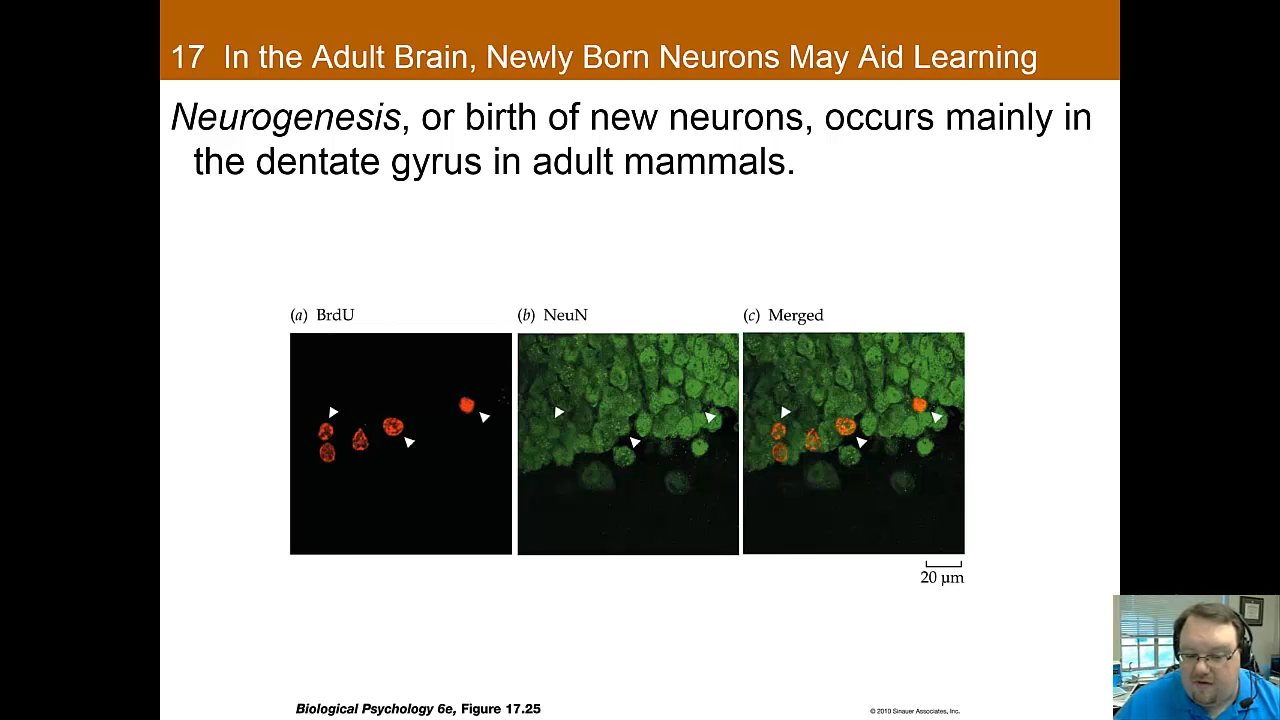 17 In the Adult Brain, Newly Born Neurons May Aid Learning
Neurogenesis, or birth of new neurons, occurs mainly in
the dentate gyrus in adult mammals.
(a) BrdU
(b) NeuN
(c) Merged
20 µm
Biological Psychology 6e, Figure 17.25
© 2010 Sinauer Associates, Inc.